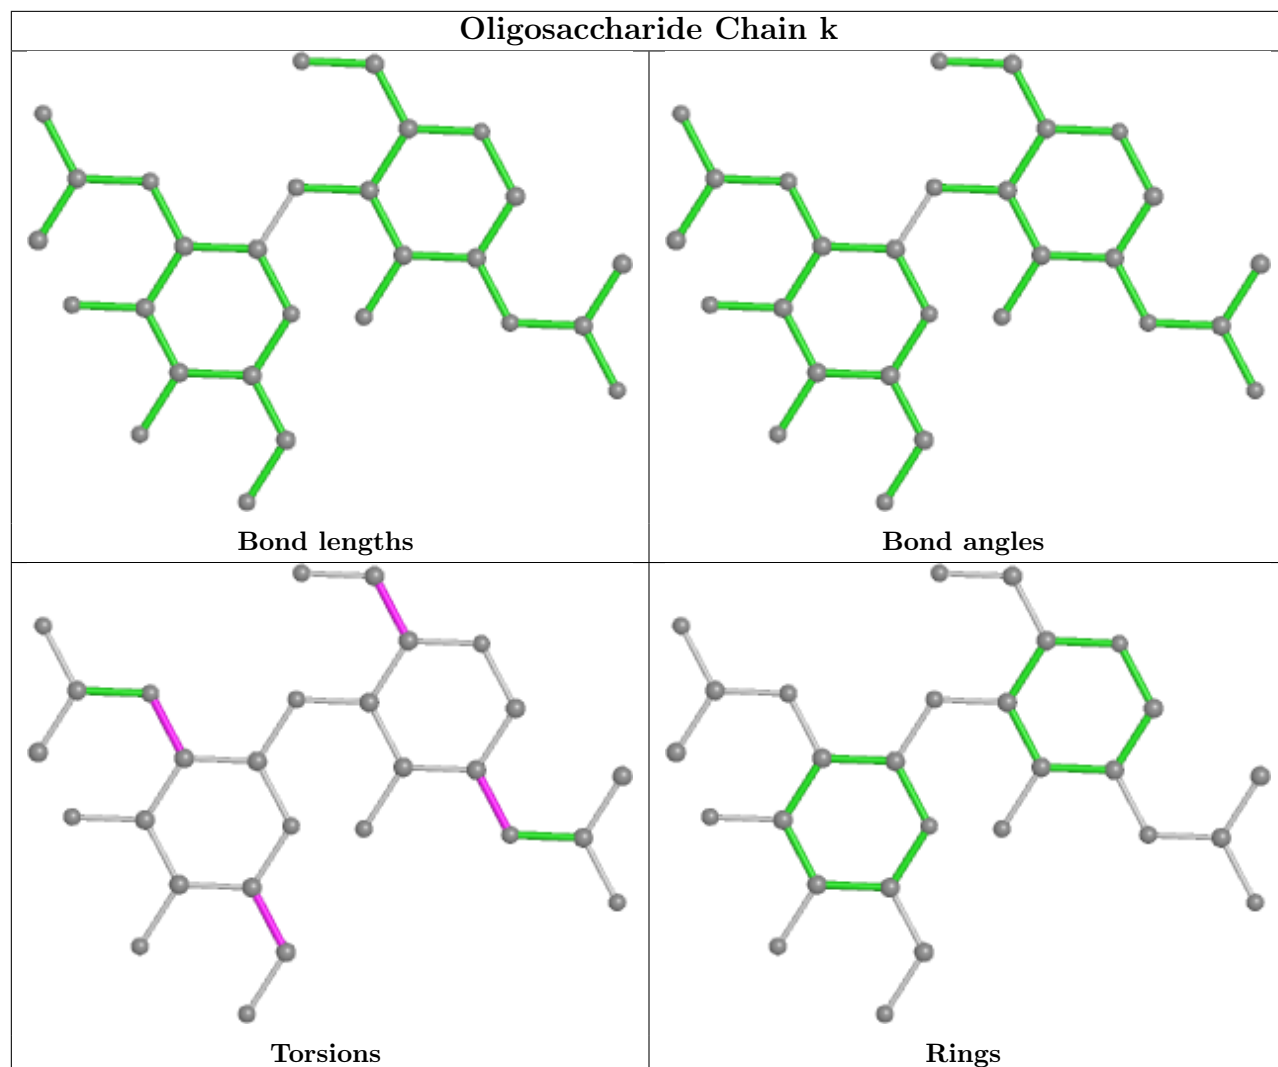 Oligosaccharide Chain k
Bond lengths
Bond angles
Torsions
Rings